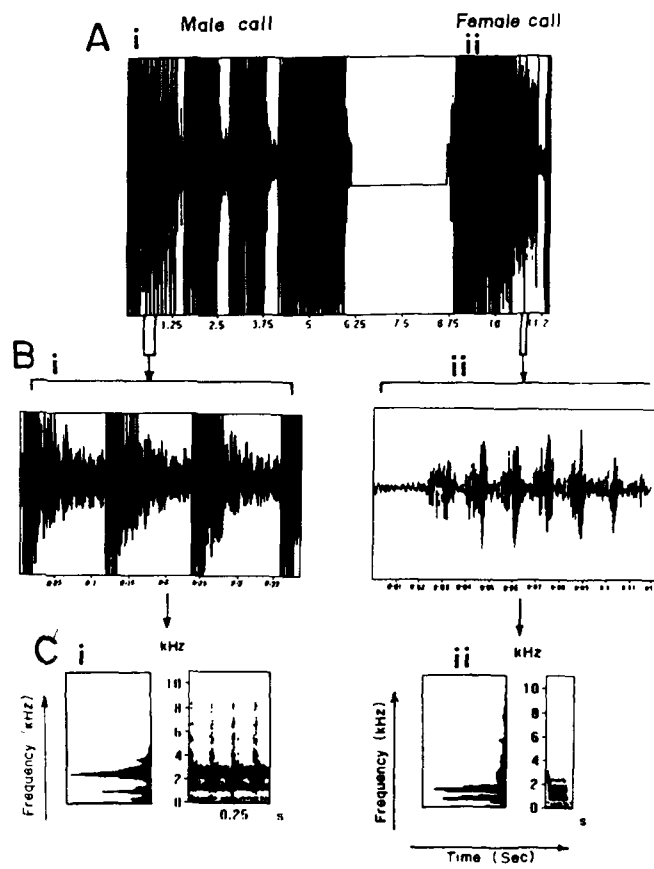 Male call
Female call
A
i
ii
1.25 2.5 3.75 5 6.25 7.5 8.75 10 11.2
B
i
ii
C
i
kHz
ii
kHz
Frequency (kHz)
10
8
6
4
2
0
0.25
s
Frequency (kHz)
10
8
6
4
2
0
s
Time (Sec)